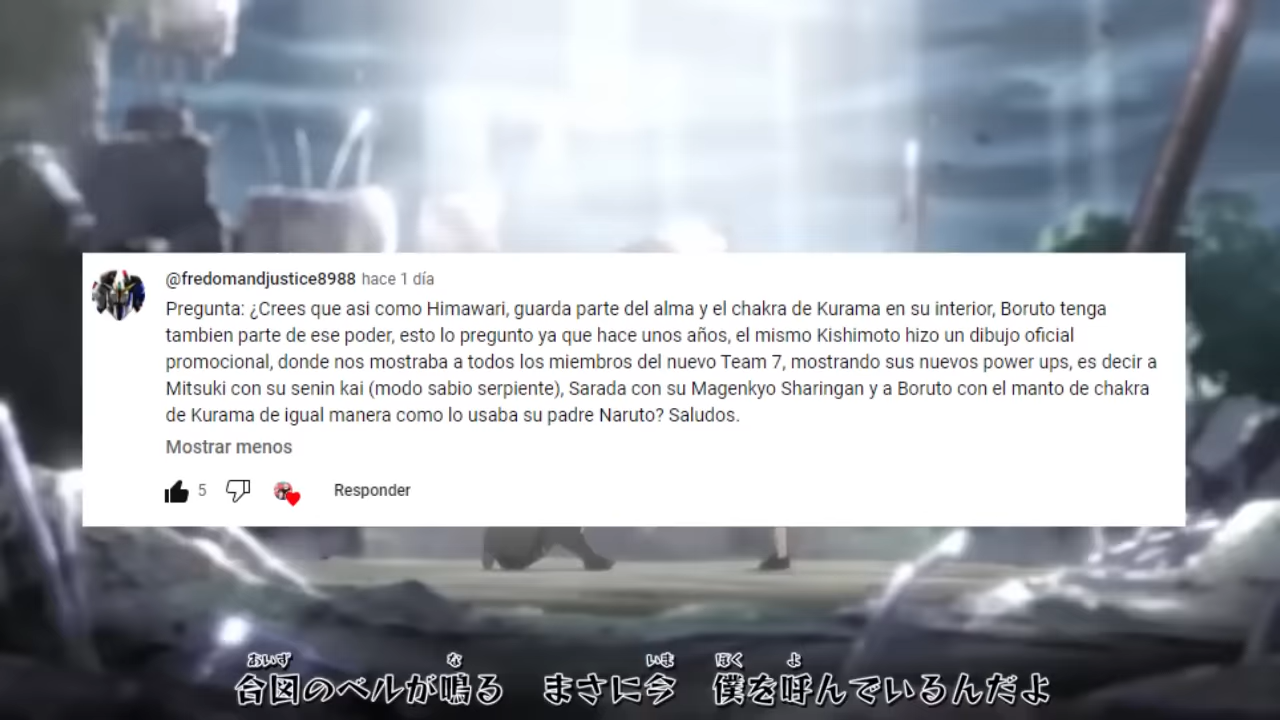 @fredomandjustice8988 hace 1 día
Pregunta: ¿Crees que asi como Himawari, guarda parte del alma y el chakra de Kurama en su interior, Boruto tenga
tambien parte de ese poder, esto lo pregunto ya que hace unos años, el mismo Kishimoto hizo un dibujo oficial
promocional, donde nos mostraba a todos los miembros del nuevo Team 7, mostrando sus nuevos power ups, es decir a
Mitsuki con su senin kai (modo sabio serpiente), Sarada con su Magenkyo Sharingan y a Boruto con el manto de chakra
de Kurama de igual manera como lo usaba su padre Naruto? Saludos.
Mostrar menos
5 Responder
あいず な いま ぼく よ
合図のベルが鳴る まさに今 僕を呼んでいるんだよ